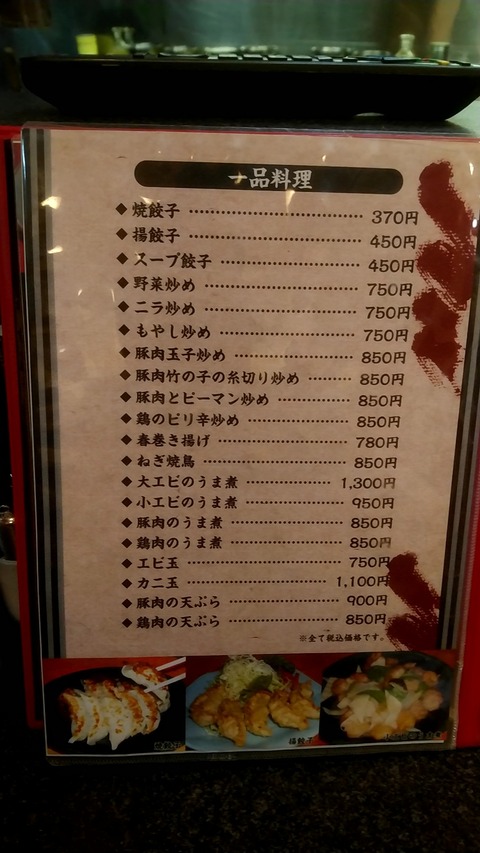 一品料理
◆焼餃子 370円
◆揚餃子 450円
◆スープ餃子 450円
◆野菜炒め 750円
◆ニラ炒め 750円
◆もやし炒め 750円
◆豚肉玉子炒め 850円
◆豚肉竹の子の糸切り炒め 850円
◆豚肉とピーマン炒め 850円
◆鶏のピリ辛炒め 850円
◆春巻き揚げ 780円
◆ねぎ焼鳥 850円
◆大エビのうま煮 1,300円
◆小エビのうま煮 950円
◆豚肉のうま煮 850円
◆鶏肉のうま煮 850円
◆エビ玉 750円
◆カニ玉 1,100円
◆豚肉の天ぷら 900円
◆鶏肉の天ぷら 850円
※全て税込価格です。
焼餃子
揚餃子